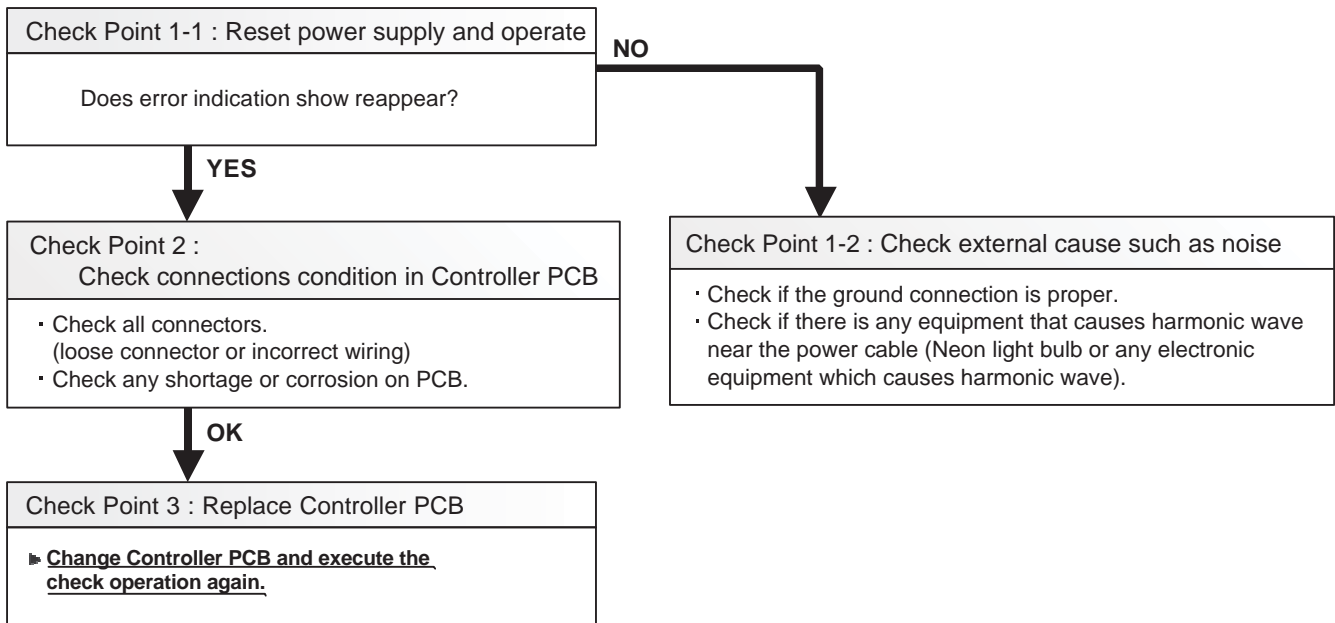 Check Point 1-1 : Reset power supply and operate
Does error indication show reappear?
NO
YES
Check Point 2 :
Check connections condition in Controller PCB
・Check all connectors.
(loose connector or incorrect wiring)
・Check any shortage or corrosion on PCB.
Check Point 1-2 : Check external cause such as noise
・Check if the ground connection is proper.
・Check if there is any equipment that causes harmonic wave
near the power cable (Neon light bulb or any electronic
equipment which causes harmonic wave).
OK
Check Point 3 : Replace Controller PCB
Change Controller PCB and execute the
check operation again.